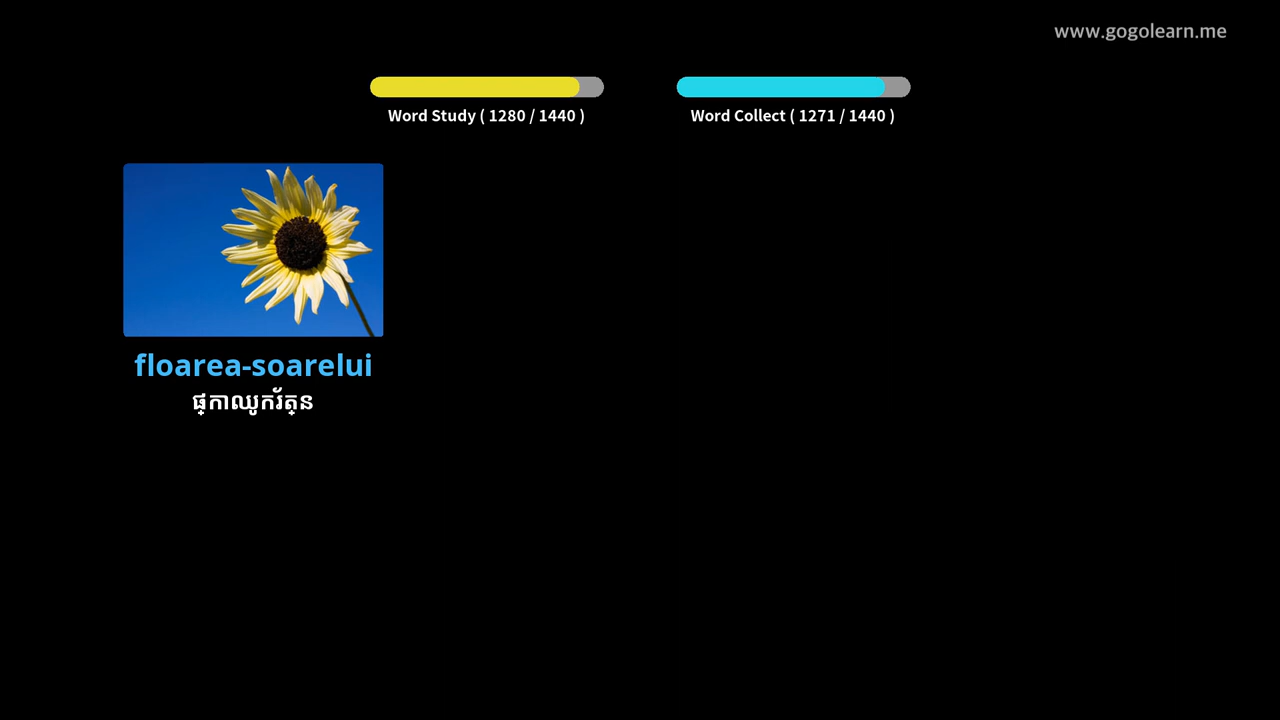 www.gogolearn.me
Word Study ( 1280 / 1440 )
Word Collect ( 1271 / 1440 )
floarea-soarelui
ផ្កាឈូករ័ត្ន